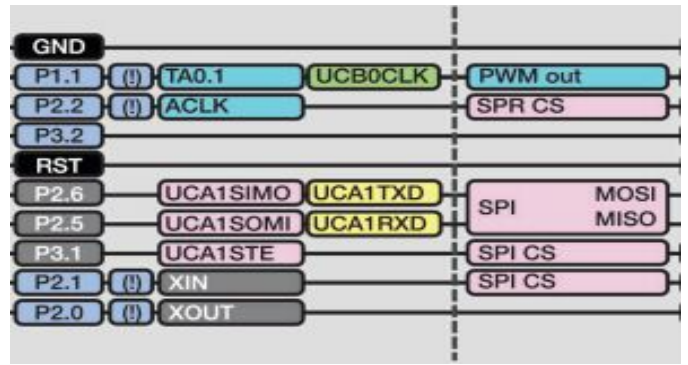 GND
P1.1 (!) TA0.1 UCB0CLK PWM out
P2.2 (!) ACLK SPR CS
P3.2
RST
P2.6 UCA1SIMO UCA1TXD SPI MOSI
P2.5 UCA1SOMI UCA1RXD MISO
P3.1 UCA1STE SPI CS
P2.1 (!) XIN SPI CS
P2.0 (!) XOUT